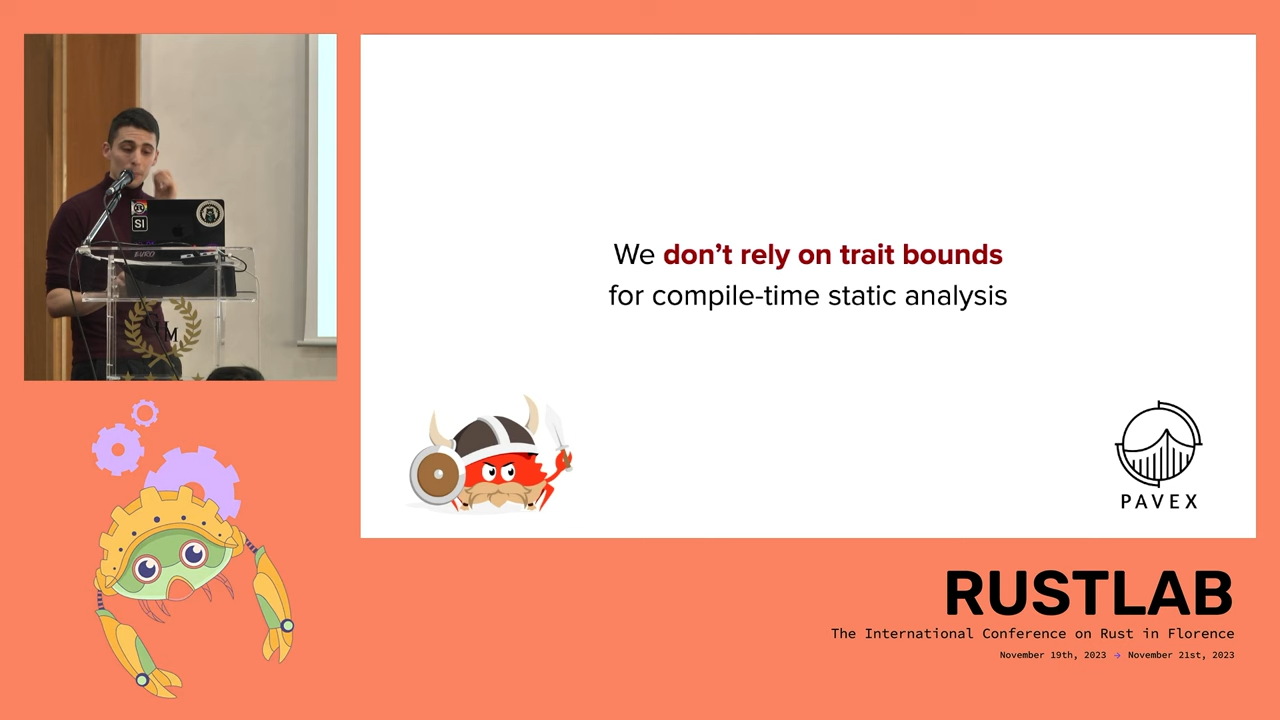 SI
We don’t rely on trait bounds
for compile-time static analysis
PAVEX
RUSTLAB
The International Conference on Rust in Florence
November 19th, 2023 → November 21st, 2023